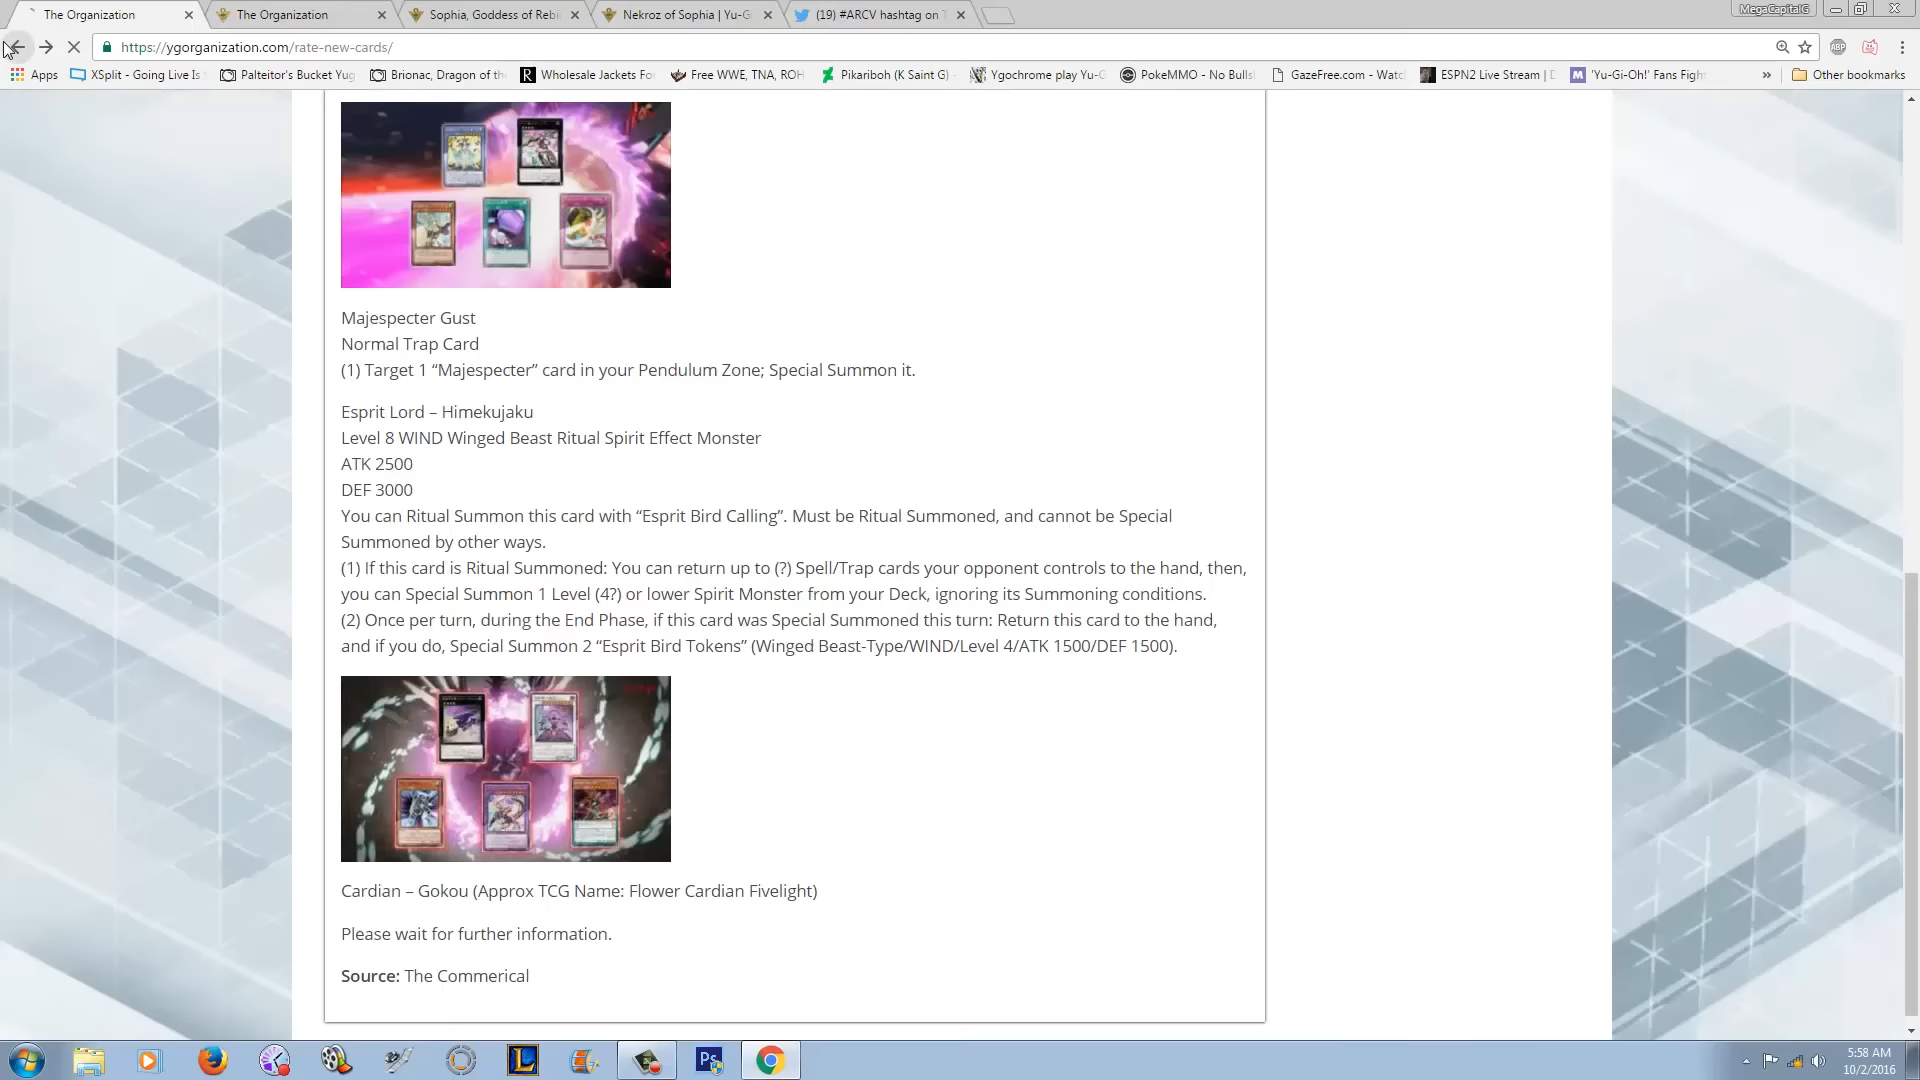 The Organization
The Organization
Sophia, Goddess of Rebi
Nekroz of Sophia | Yu-G
(19) #ARCV hashtag on T
MegaCapitalG
https://ygorganization.com/rate-new-cards/
ABP
Apps
XSplit - Going Live Is
Palteitor's Bucket Yug
Brionac, Dragon of the
Wholesale Jackets For
Free WWE, TNA, ROH
Pikariboh (K Saint G)
Ygochrome play Yu-G
PokeMMO - No Bulls
GazeFree.com - Watc
ESPN2 Live Stream | D
'Yu-Gi-Oh!' Fans Figh
» Other bookmarks
Majespecter Gust
Normal Trap Card
(1) Target 1 “Majespecter” card in your Pendulum Zone; Special Summon it.
Esprit Lord – Himekujaku
Level 8 WIND Winged Beast Ritual Spirit Effect Monster
ATK 2500
DEF 3000
You can Ritual Summon this card with “Esprit Bird Calling”. Must be Ritual Summoned, and cannot be Special
Summoned by other ways.
(1) If this card is Ritual Summoned: You can return up to (?) Spell/Trap cards your opponent controls to the hand, then,
you can Special Summon 1 Level (4?) or lower Spirit Monster from your Deck, ignoring its Summoning conditions.
(2) Once per turn, during the End Phase, if this card was Special Summoned this turn: Return this card to the hand,
and if you do, Special Summon 2 “Esprit Bird Tokens” (Winged Beast-Type/WIND/Level 4/ATK 1500/DEF 1500).
Cardian – Gokou (Approx TCG Name: Flower Cardian Fivelight)
Please wait for further information.
Source: The Commerical
L
Ps
5:58 AM
10/2/2016